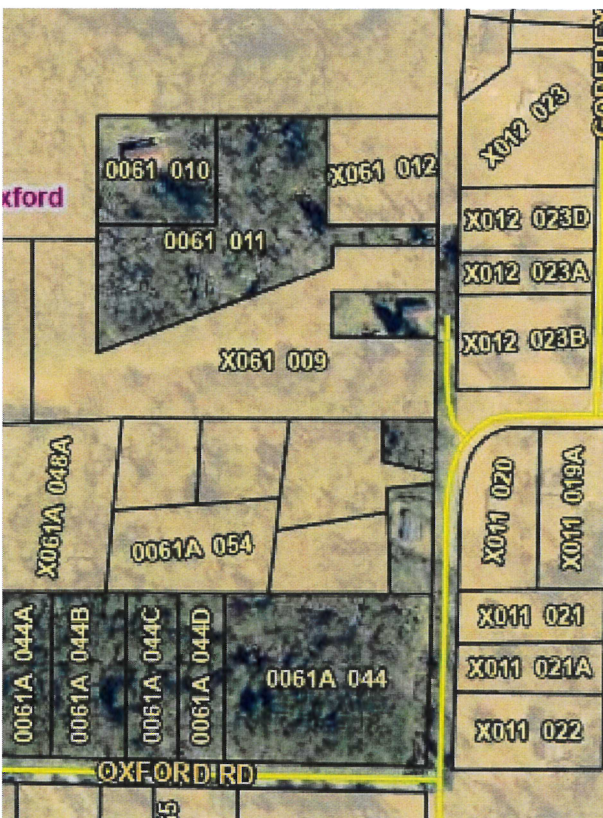 X012 023
0061 010
X061 012
xford
X012 023D
0061 011
X012 023A
X012 023B
X061 009
X061A 048A
X011 020
X011 019A
0061A 054
X011 021
0061A 044A
0061A 044B
0061A 044C
0061A 044D
0061A 044
X011 021A
X011 022
OXFORD RD